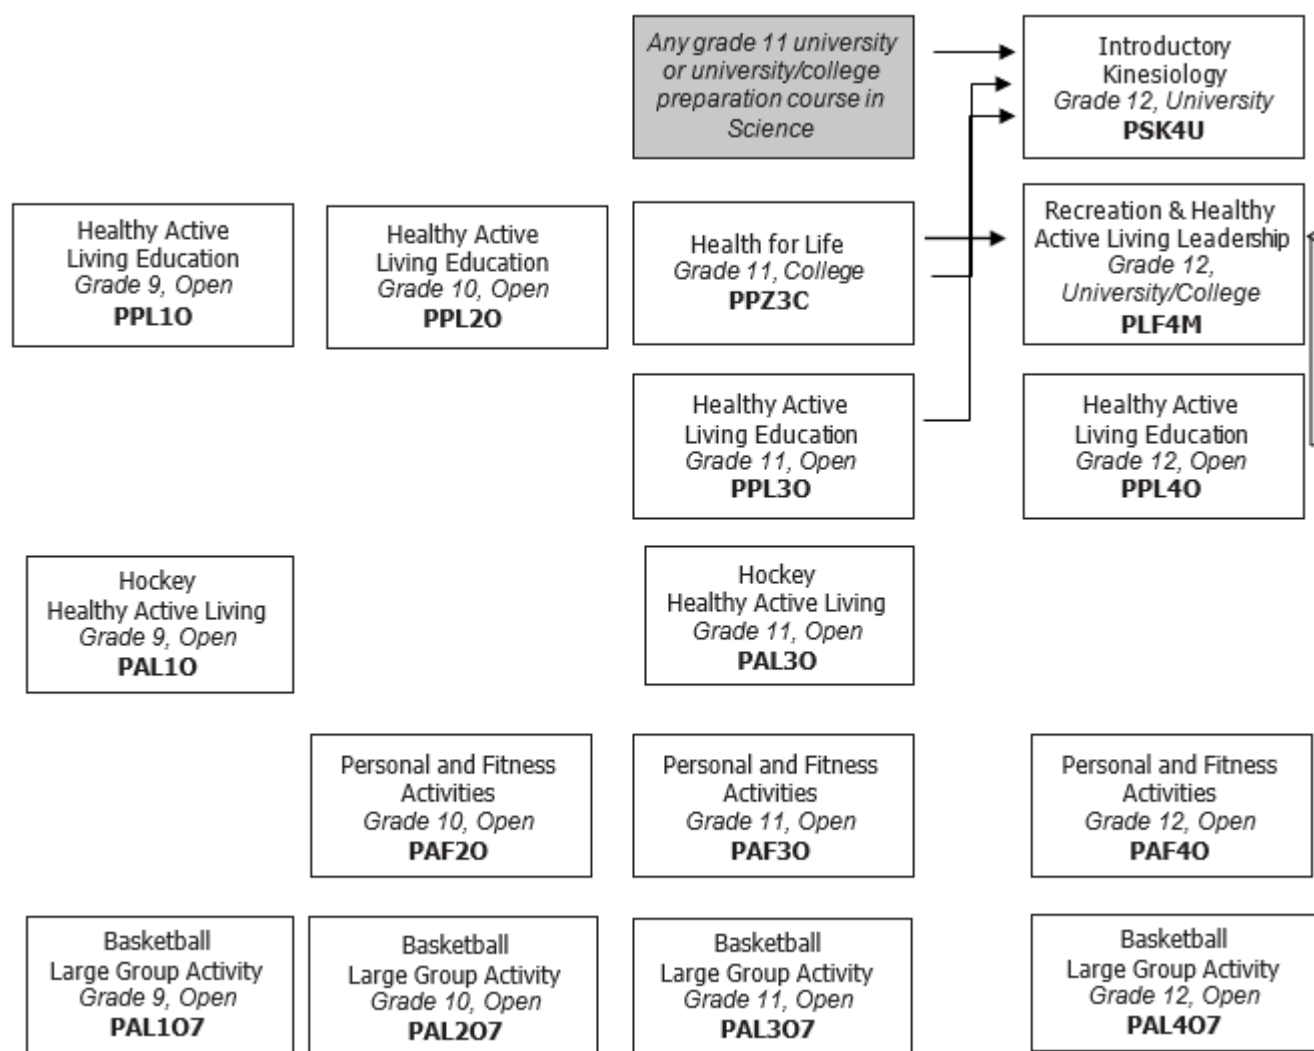 Any grade 11 university
or university/college
preparation course in
Science
Introductory
Kinesiology
Grade 12, University
PSK4U
Healthy Active
Living Education
Grade 9, Open
PPL1O
Healthy Active
Living Education
Grade 10, Open
PPL2O
Health for Life
Grade 11, College
PPZ3C
Recreation & Healthy
Active Living Leadership
Grade 12,
University/College
PLF4M
Healthy Active
Living Education
Grade 11, Open
PPL3O
Healthy Active
Living Education
Grade 12, Open
PPL4O
Hockey
Healthy Active Living
Grade 9, Open
PAL1O
Hockey
Healthy Active Living
Grade 11, Open
PAL3O
Personal and Fitness
Activities
Grade 10, Open
PAF2O
Personal and Fitness
Activities
Grade 11, Open
PAF3O
Personal and Fitness
Activities
Grade 12, Open
PAF4O
Basketball
Large Group Activity
Grade 9, Open
PAL1O7
Basketball
Large Group Activity
Grade 10, Open
PAL2O7
Basketball
Large Group Activity
Grade 11, Open
PAL3O7
Basketball
Large Group Activity
Grade 12, Open
PAL4O7